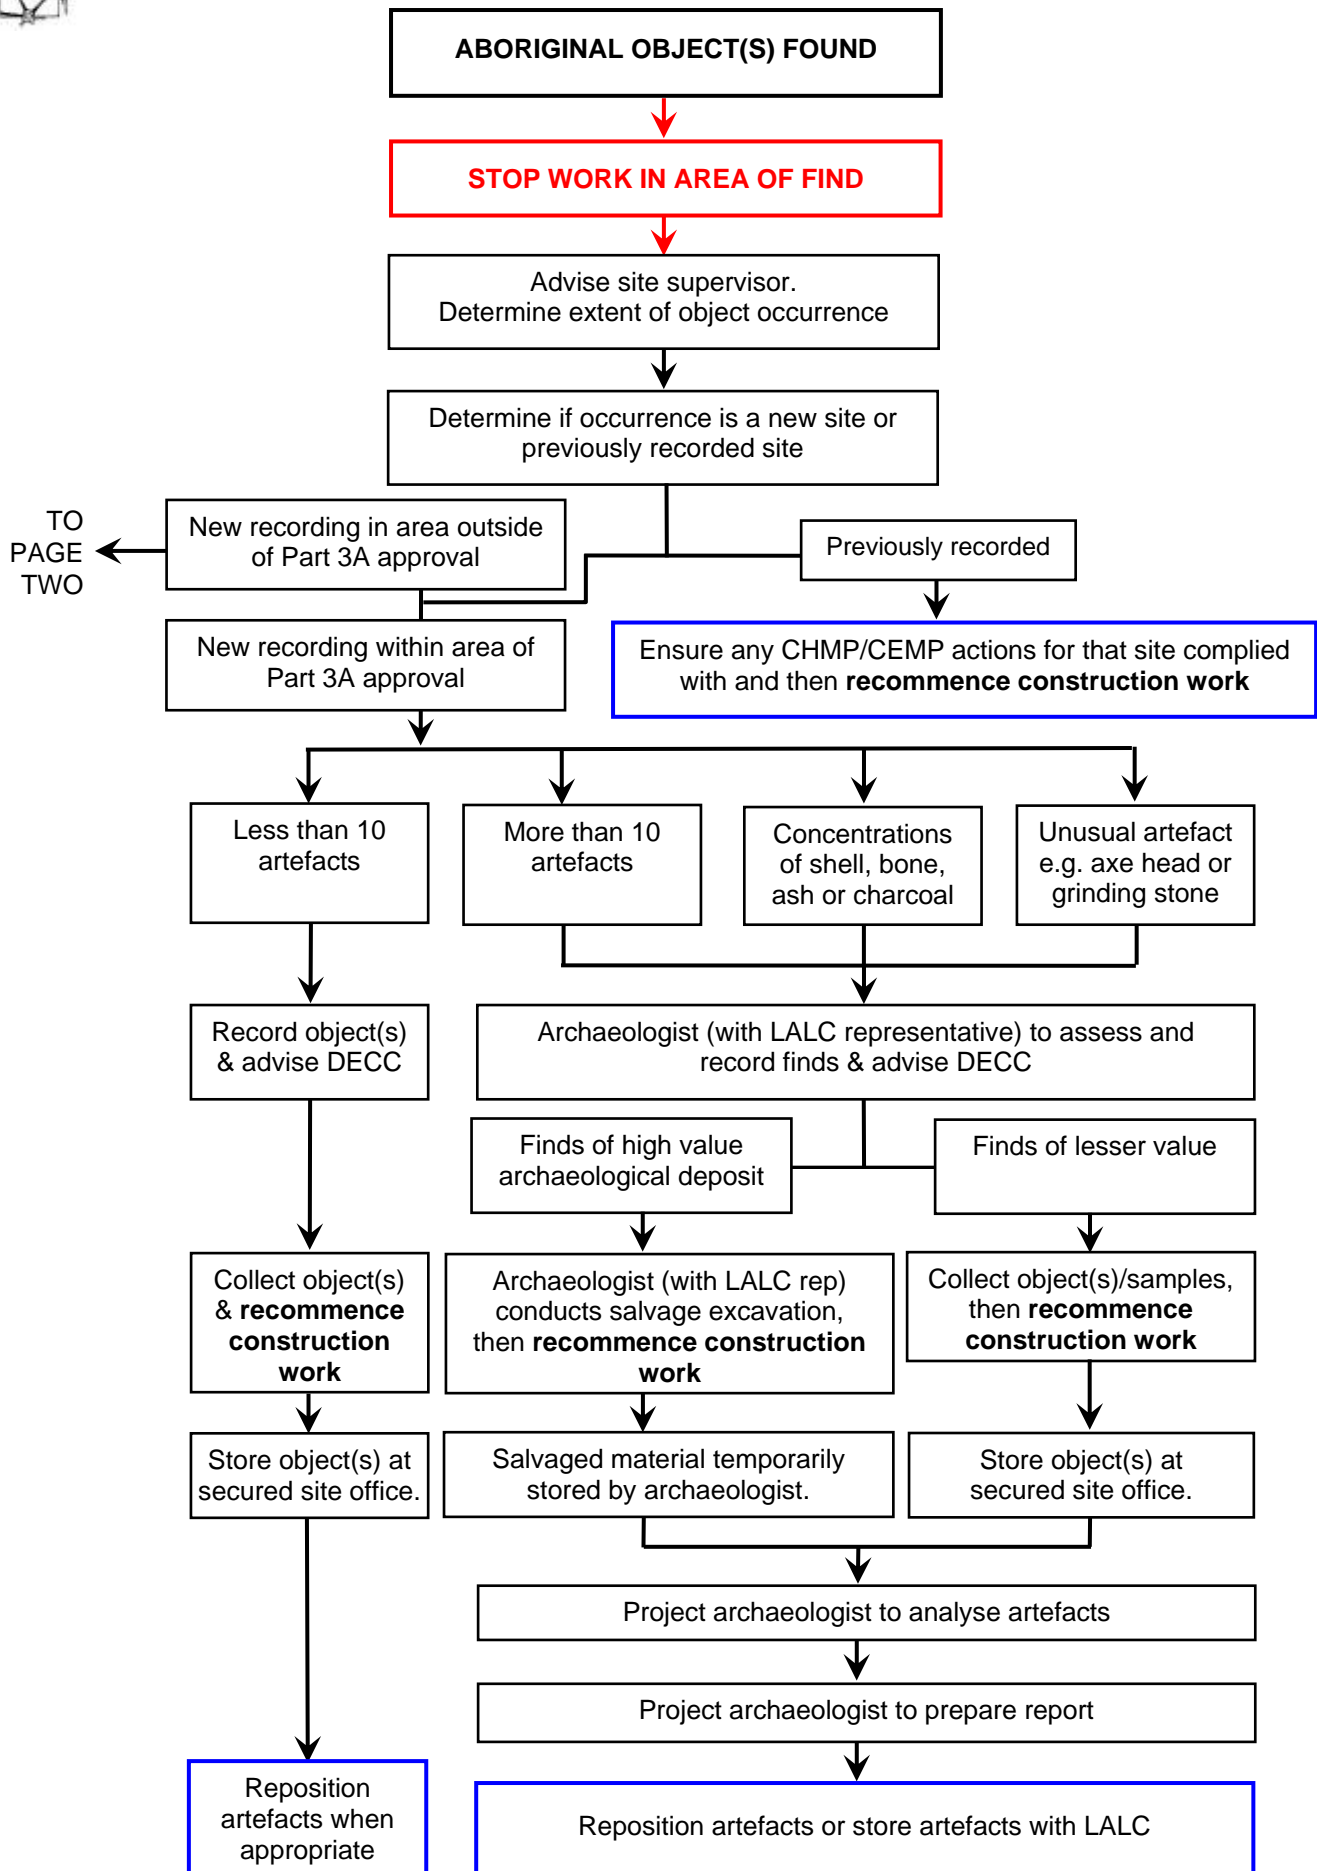 ABORIGINAL OBJECT(S) FOUND
STOP WORK IN AREA OF FIND
Advise site supervisor.
Determine extent of object occurrence
Determine if occurrence is a new site or
previously recorded site
TO
PAGE
TWO
New recording in area outside
of Part 3A approval
Previously recorded
New recording within area of
Part 3A approval
Ensure any CHMP/CEMP actions for that site complied
with and then recommence construction work
Less than 10
artefacts
More than 10
artefacts
Concentrations
of shell, bone,
ash or charcoal
Unusual artefact
e.g. axe head or
grinding stone
Record object(s)
& advise DECC
Archaeologist (with LALC representative) to assess and
record finds & advise DECC
Finds of high value
archaeological deposit
Finds of lesser value
Collect object(s)
& recommence
construction
work
Archaeologist (with LALC rep)
conducts salvage excavation,
then recommence construction
work
Collect object(s)/samples,
then recommence
construction work
Store object(s) at
secured site office.
Salvaged material temporarily
stored by archaeologist.
Store object(s) at
secured site office.
Project archaeologist to analyse artefacts
Project archaeologist to prepare report
Reposition
artefacts when
appropriate
Reposition artefacts or store artefacts with LALC